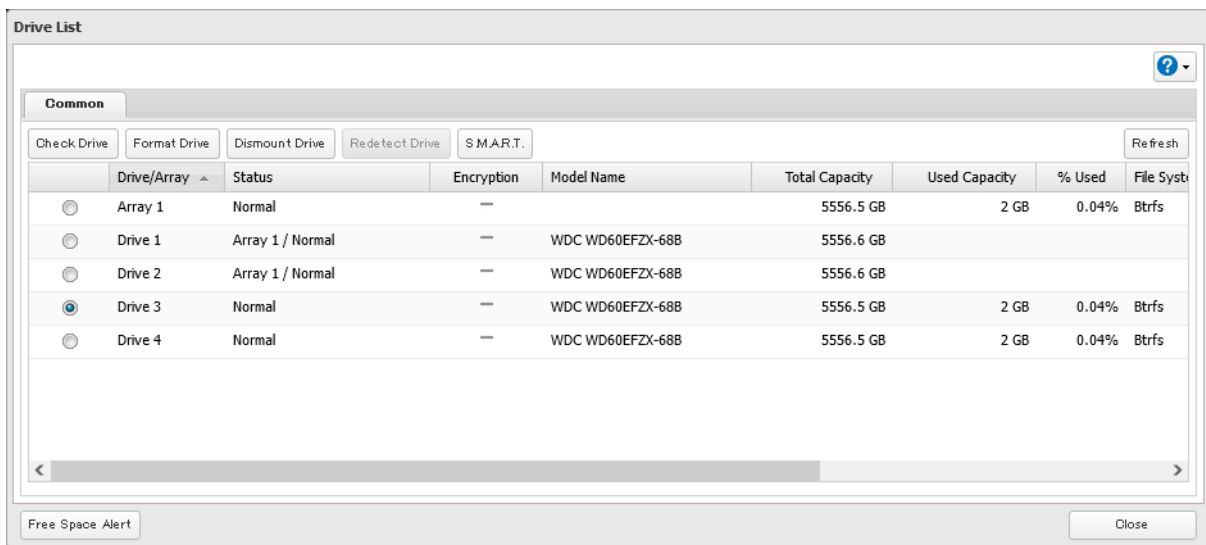 Drive List
?
Common
Check Drive Format Drive Dismount Drive Redetect Drive S.M.A.R.T. Refresh
Drive/Array Status Encryption Model Name Total Capacity Used Capacity % Used File Syste
Array 1 Normal — 5556.5 GB 2 GB 0.04% Btrfs
Drive 1 Array 1 / Normal — WDC WD60EFZX-68B 5556.6 GB
Drive 2 Array 1 / Normal — WDC WD60EFZX-68B 5556.6 GB
Drive 3 Normal — WDC WD60EFZX-68B 5556.5 GB 2 GB 0.04% Btrfs
Drive 4 Normal — WDC WD60EFZX-68B 5556.5 GB 2 GB 0.04% Btrfs
Free Space Alert Close